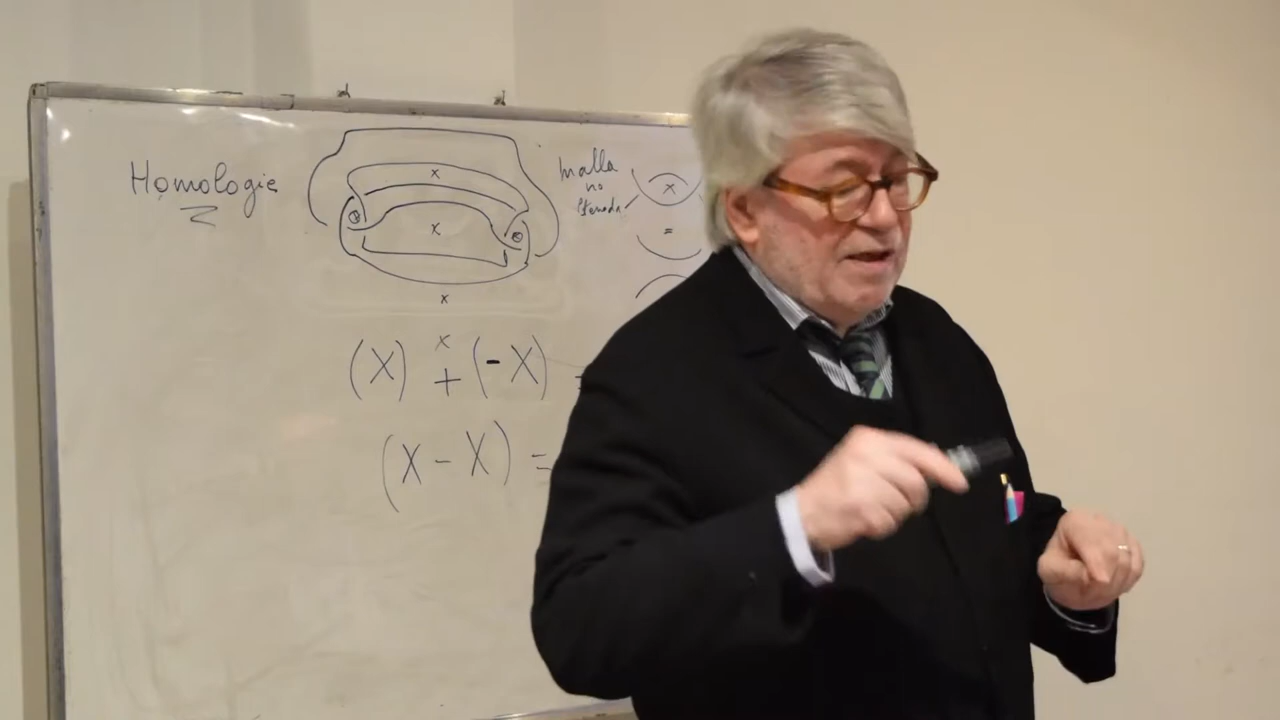 Homologie
x
x
x
malla
no
x
=
(X) + (-X)
x
(X - X) =